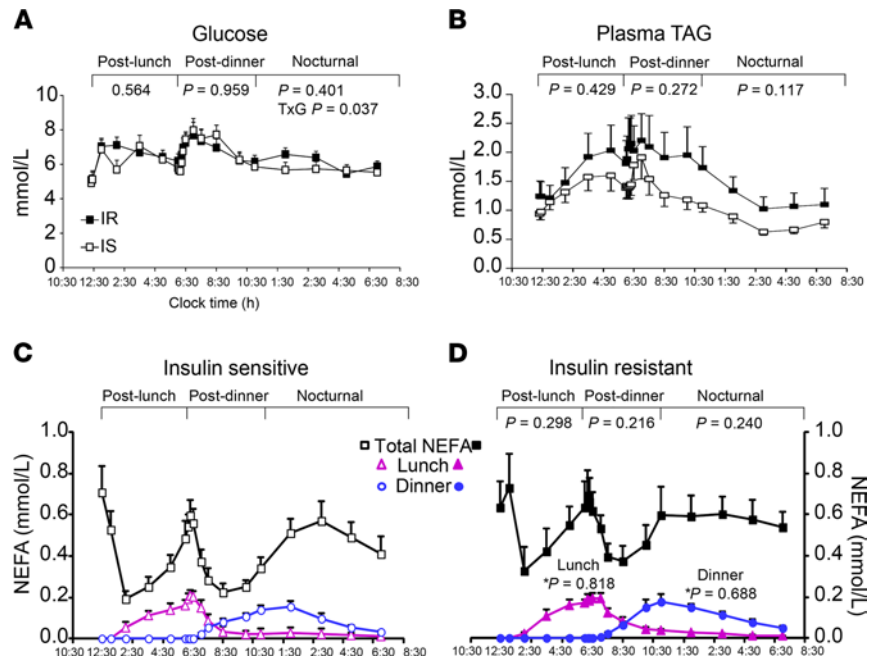 A
Glucose
Post-lunch Post-dinner Nocturnal
0.564 P = 0.959 P = 0.401
TxG P = 0.037
mmol/L
10
8
6
4
2
0
IR
IS
10:30 12:30 2:30 4:30 6:30 8:30 10:30 12:30 2:30 4:30 6:30 8:30
Clock time (h)
B
Plasma TAG
Post-lunch Post-dinner Nocturnal
P = 0.429 P = 0.272 P = 0.117
mmol/L
3.0
2.5
2.0
1.5
1.0
0.5
0.0
10:30 12:30 2:30 4:30 6:30 8:30 10:30 12:30 2:30 4:30 6:30 8:30
C
Insulin sensitive
Post-lunch Post-dinner Nocturnal
NEFA (mmol/L)
1.0
0.8
0.6
0.4
0.2
0.0
Total NEFA
Lunch
Dinner
10:30 12:30 2:30 4:30 6:30 8:30 10:30 12:30 2:30 4:30 6:30 8:30
D
Insulin resistant
Post-lunch Post-dinner Nocturnal
P = 0.298 P = 0.216 P = 0.240
Lunch
*P = 0.818
Dinner
*P = 0.688
1.0
0.8
0.6
0.4
0.2
0.0
NEFA (mmol/L)
10:30 12:30 2:30 4:30 6:30 8:30 10:30 12:30 2:30 4:30 6:30 8:30